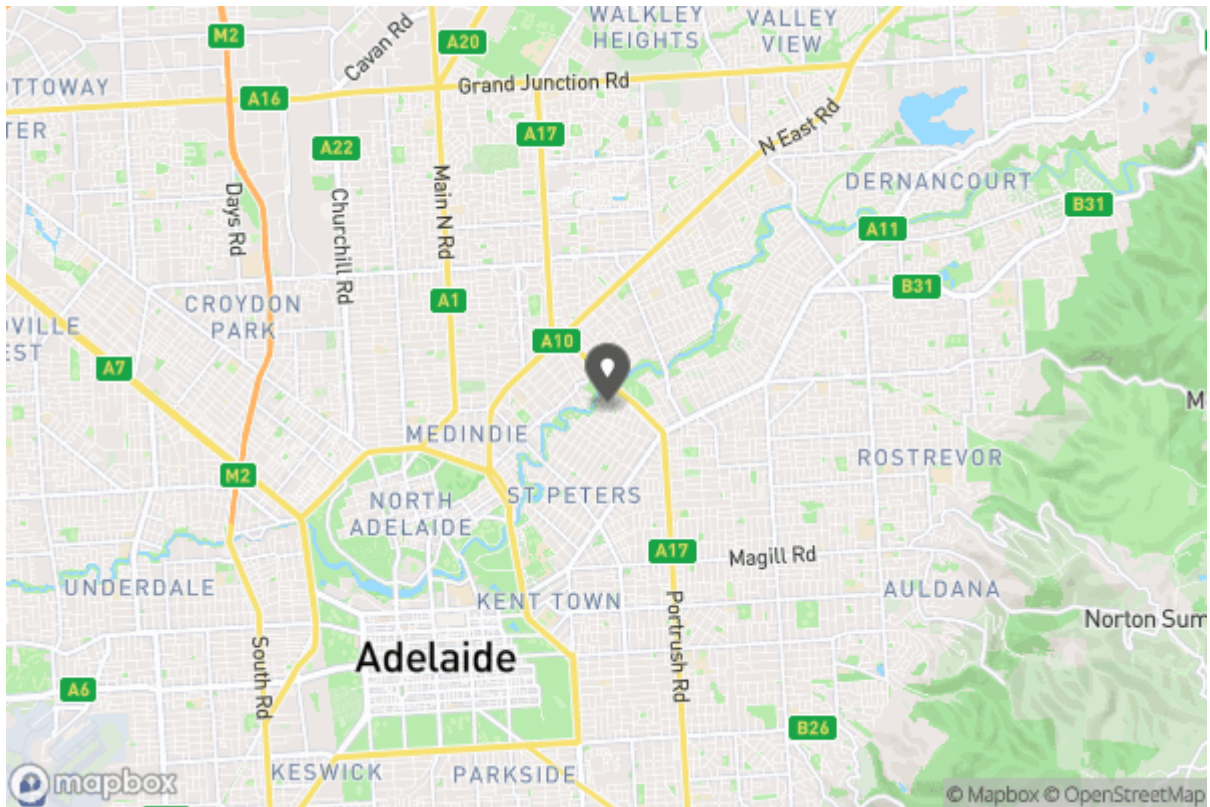 WALKLEY
HEIGHTS
VALLEY
VIEW
M2
Cavan Rd
A20
OTTOWAY
Grand Junction Rd
A16
A17
N East Rd
TER
A22
Days Rd
Churchill Rd
Main N Rd
DERNANCOURT
B31
A11
B31
CROYDON
PARK
A1
OVILLE
EST
A10
A7
M
MEDINDIE
ROSTREVOR
M2
NORTH
ADELAIDE
ST PETERS
A17
Magill Rd
UNDERDALE
KENT TOWN
AULDANA
Portrush Rd
Norton Sum
South Rd
Adelaide
A6
B26
KESWICK
PARKSIDE
mapbox
© Mapbox © OpenStreetMap